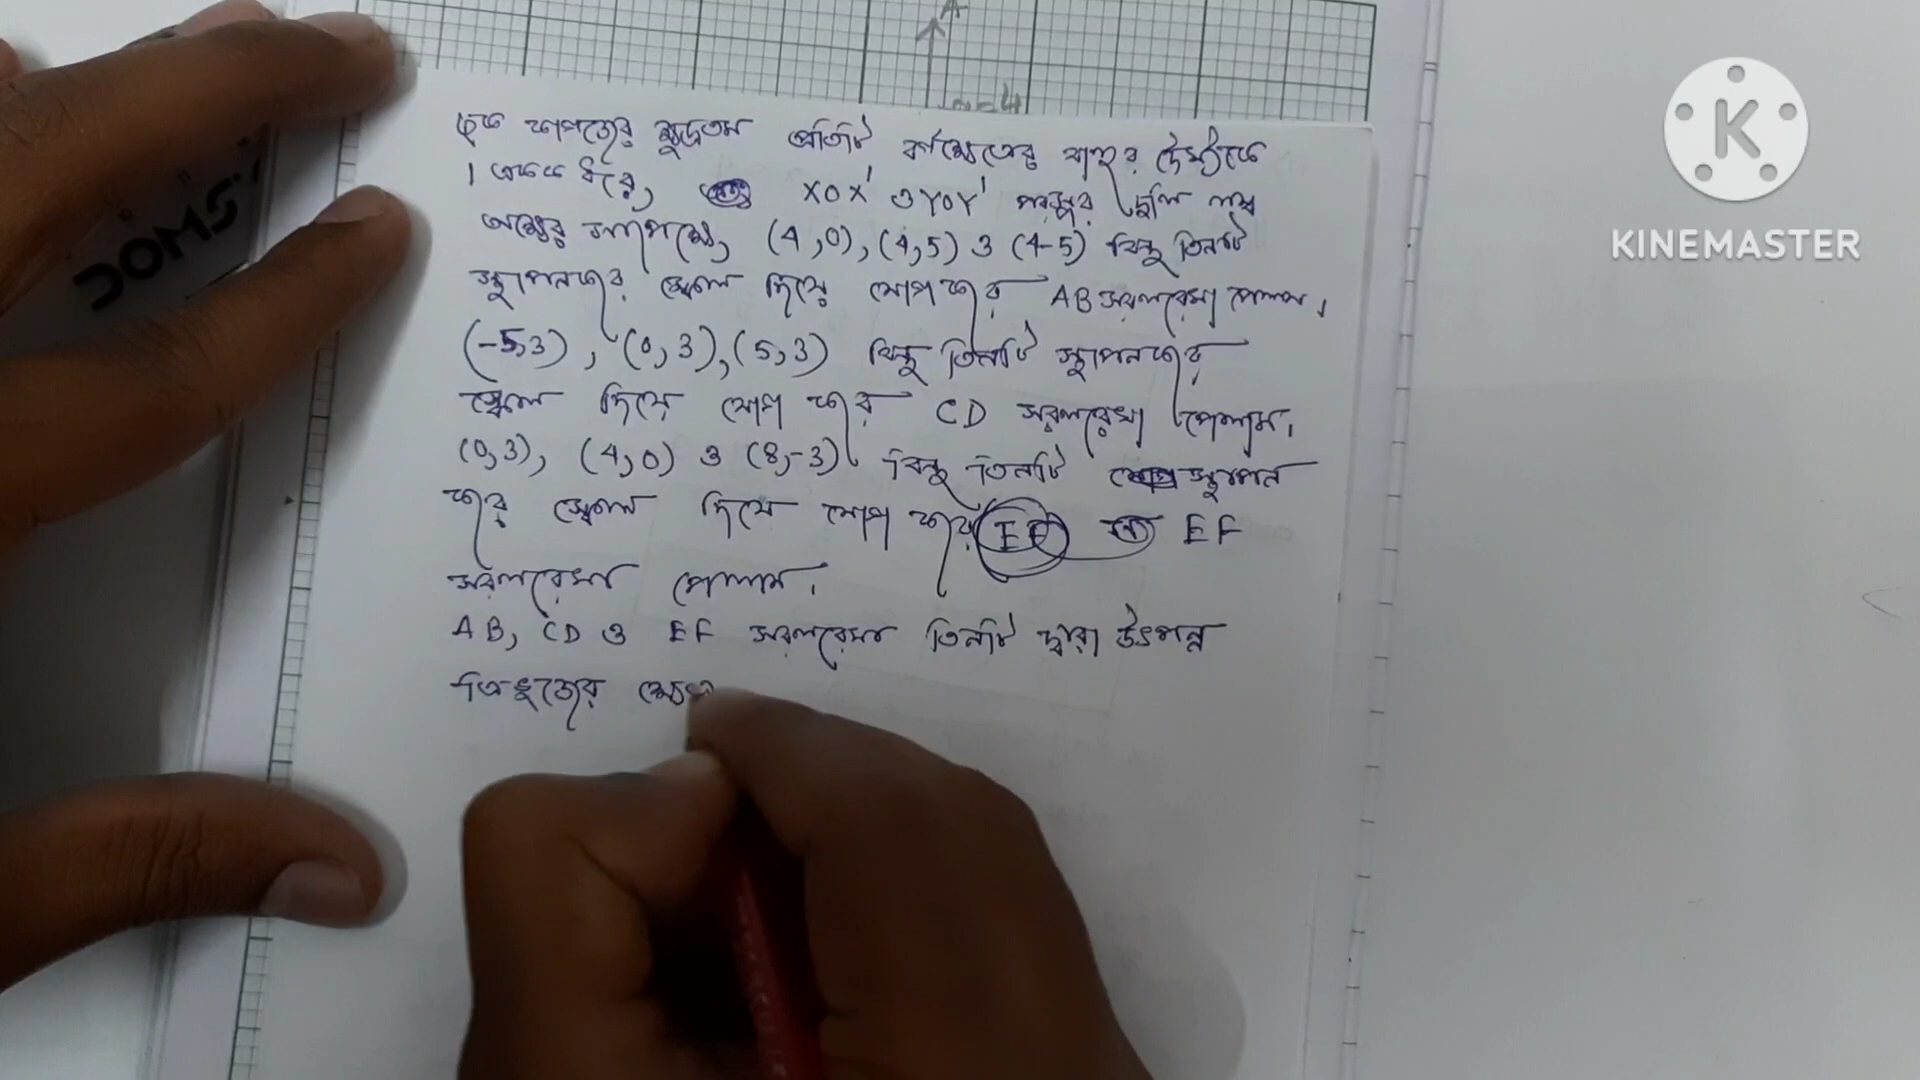 ছক কাগজের ক্ষুদ্রতম প্রতিটি বর্গক্ষেত্রের বাহুর দৈর্ঘ্যকে
1 একক ধরে, XOX' ও YOY' পরস্পর দুটি লম্ব
অক্ষের সাপেক্ষে, (4,0), (4,5) ও (4-5) বিন্দু তিনটি
স্থাপন করে স্কেল দিয়ে যোগ করে AB সরলরেখা পেলাম।
(-5,3), (0,3), (5,3) বিন্দু তিনটি স্থাপন করে
স্কেল দিয়ে যোগ করে CD সরলরেখা পেলাম।
(0,3), (4,0) ও (8,-3) বিন্দু তিনটি স্থাপন
করে স্কেল দিয়ে যোগ করে EF
সরলরেখা পেলাম।
AB, CD ও EF সরলরেখা তিনটি দ্বারা উৎপন্ন
ত্রিভুজের ক্ষেত্র
DOMS
K
KINEMASTER